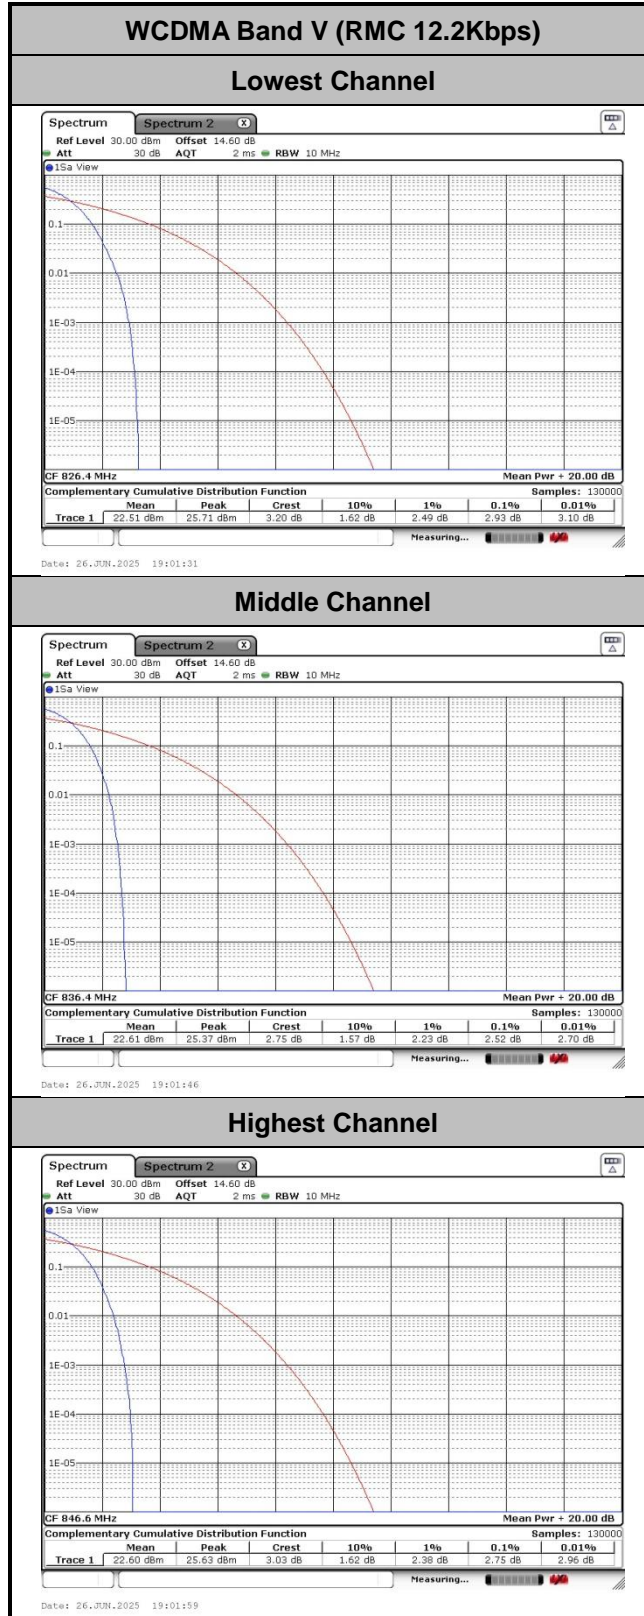 WCDMA Band V (RMC 12.2Kbps)
Lowest Channel
Spectrum Spectrum 2 X
Ref Level 30.00 dBm Offset 14.60 dB
Att 30 dB AQT 2 ms RBW 10 MHz
1Sa View
0.1
0.01
1E-03
1E-04
1E-05
CF 826.4 MHz Mean Pwr + 20.00 dB
Complementary Cumulative Distribution Function Samples: 130000
Mean Peak Crest 10% 1% 0.1% 0.01%
Trace 1 22.51 dBm 25.71 dBm 3.20 dB 1.62 dB 2.49 dB 2.93 dB 3.10 dB
Measuring...
Date: 26.JUN.2025 19:01:31
Middle Channel
Spectrum Spectrum 2 X
Ref Level 30.00 dBm Offset 14.60 dB
Att 30 dB AQT 2 ms RBW 10 MHz
1Sa View
0.1
0.01
1E-03
1E-04
1E-05
CF 836.4 MHz Mean Pwr + 20.00 dB
Complementary Cumulative Distribution Function Samples: 130000
Mean Peak Crest 10% 1% 0.1% 0.01%
Trace 1 22.61 dBm 25.37 dBm 2.75 dB 1.57 dB 2.23 dB 2.52 dB 2.70 dB
Measuring...
Date: 26.JUN.2025 19:01:46
Highest Channel
Spectrum Spectrum 2 X
Ref Level 30.00 dBm Offset 14.60 dB
Att 30 dB AQT 2 ms RBW 10 MHz
1Sa View
0.1
0.01
1E-03
1E-04
1E-05
CF 846.6 MHz Mean Pwr + 20.00 dB
Complementary Cumulative Distribution Function Samples: 130000
Mean Peak Crest 10% 1% 0.1% 0.01%
Trace 1 22.60 dBm 25.63 dBm 3.03 dB 1.62 dB 2.38 dB 2.75 dB 2.96 dB
Measuring...
Date: 26.JUN.2025 19:01:59